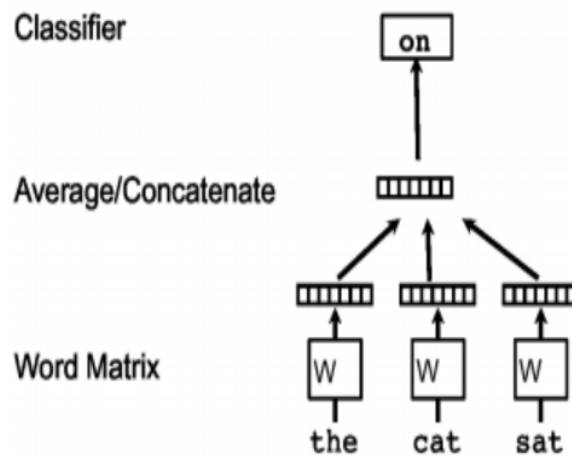 Classifier
on
Average/Concatenate
Word Matrix
W W W
the cat sat